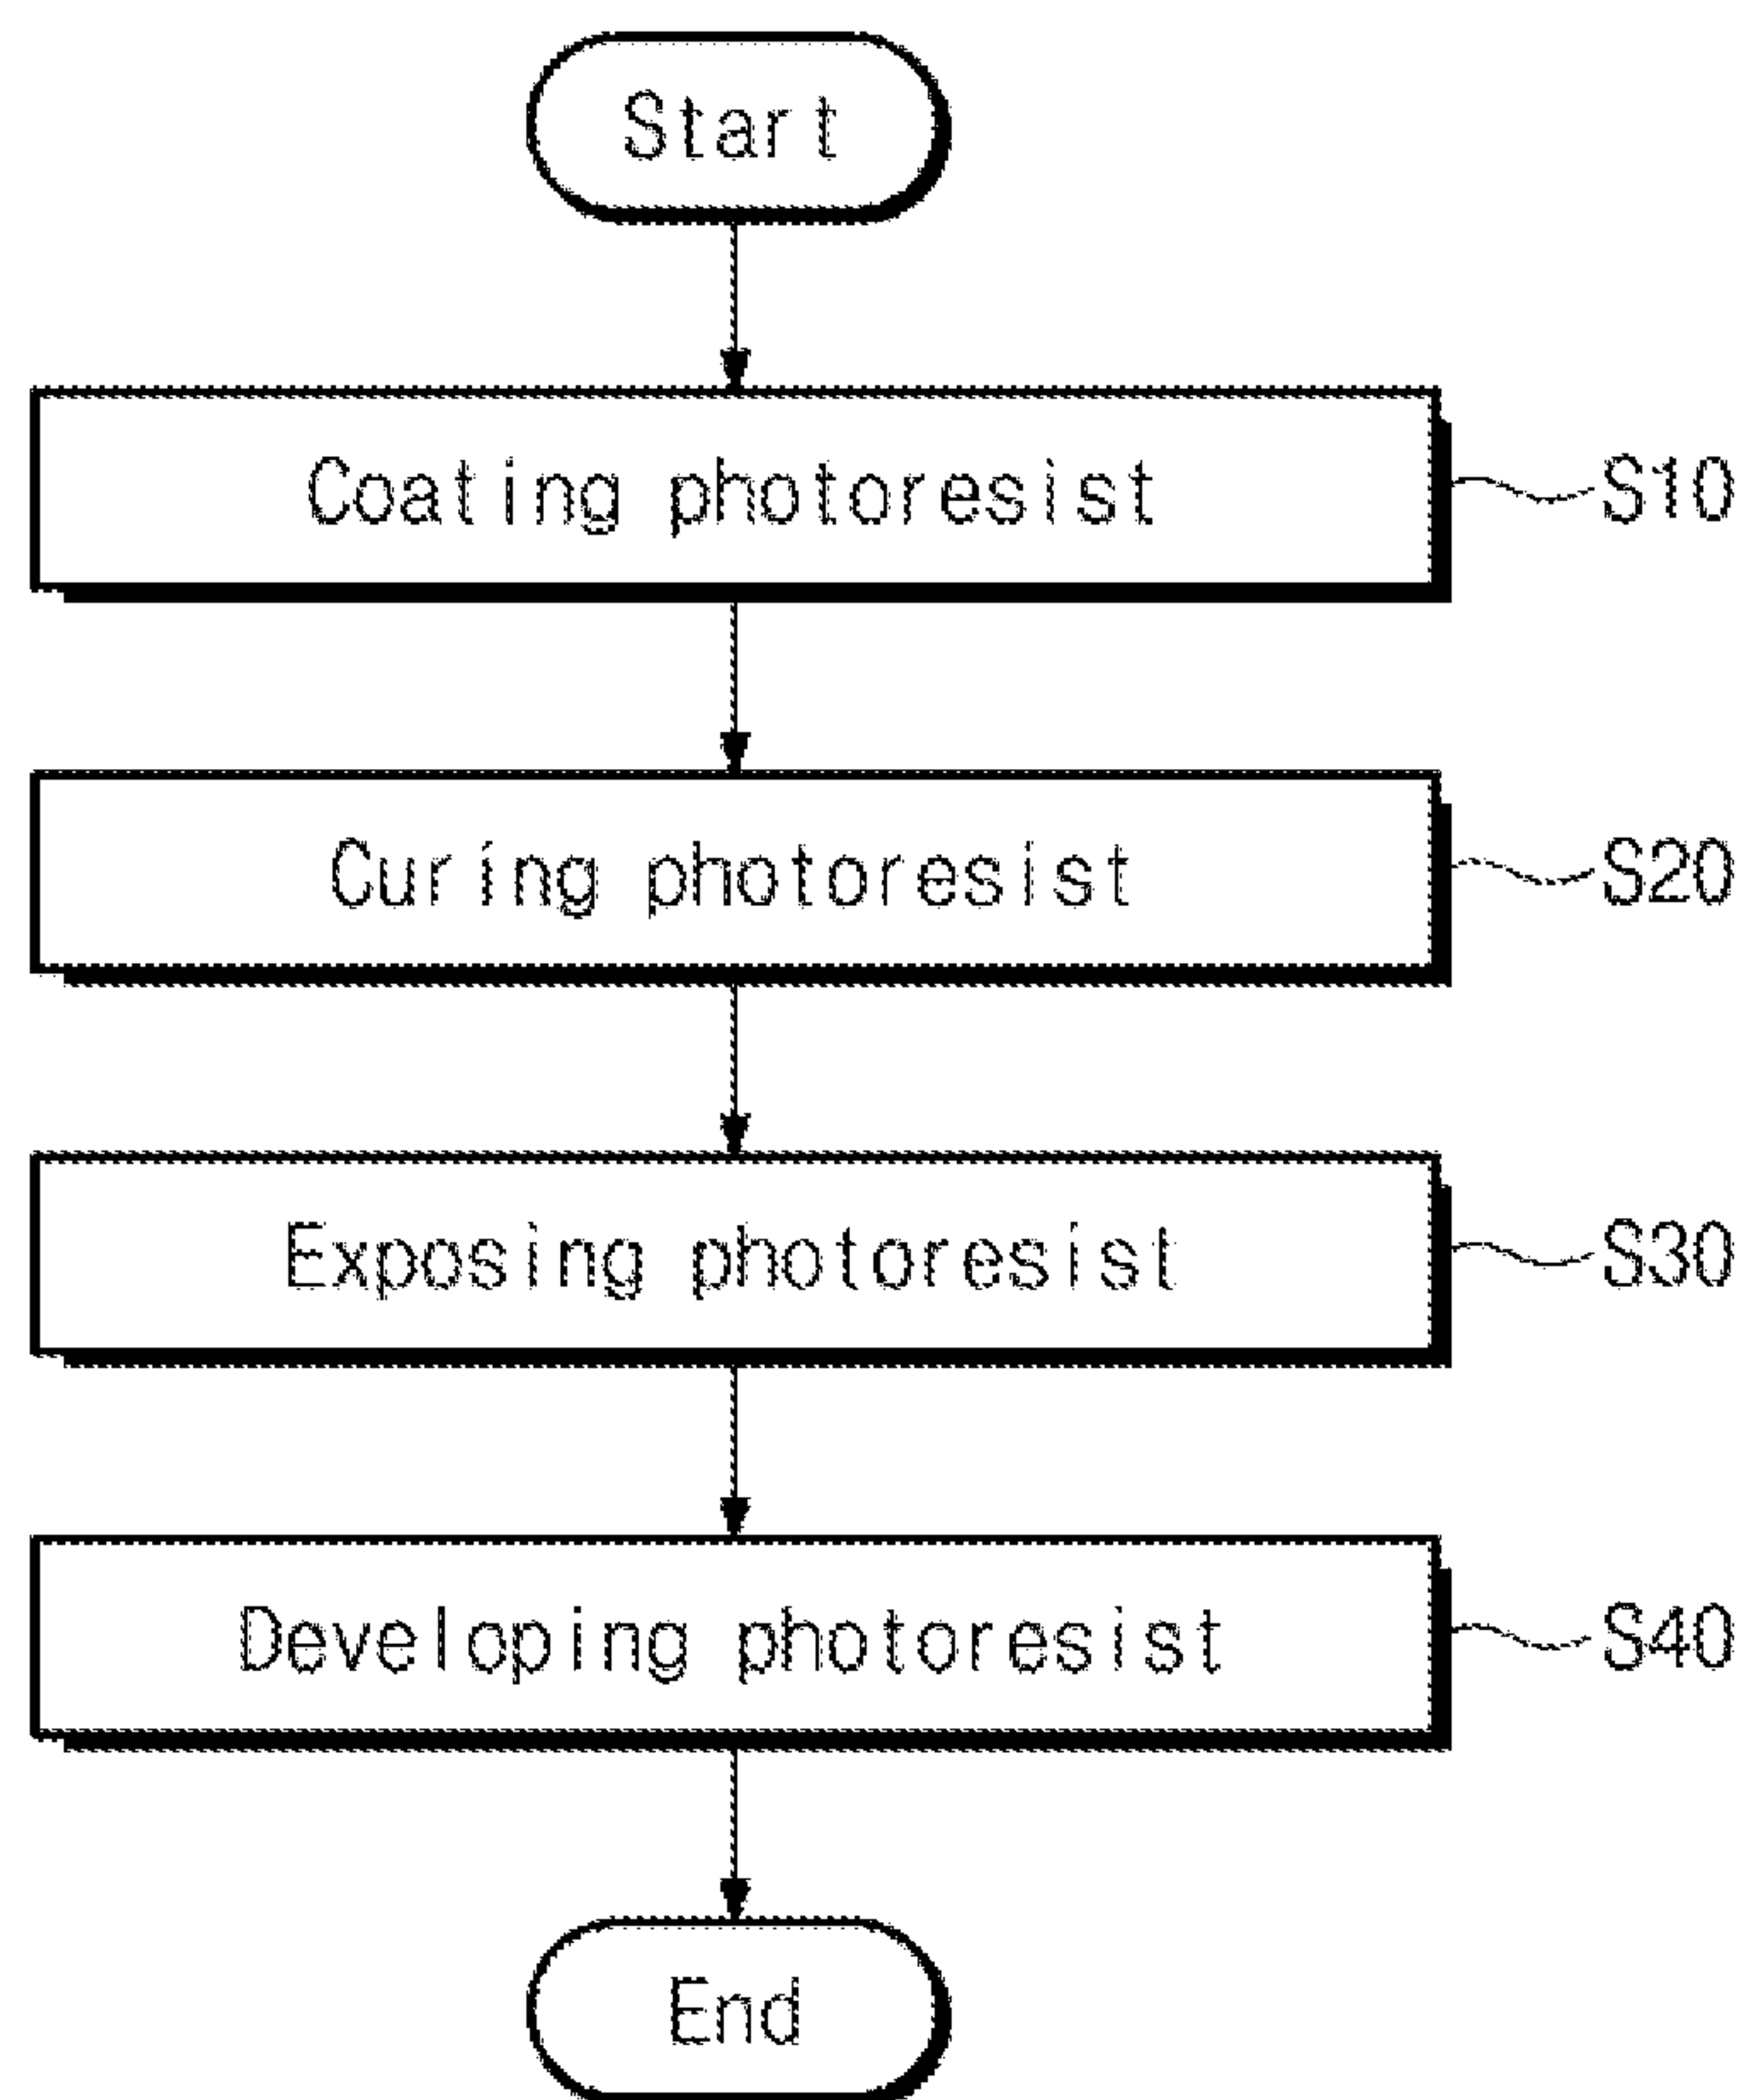 Start
Coating photoresist
S10
Curing photoresist
S20
Exposing photoresist
S30
Developing photoresist
S40
End